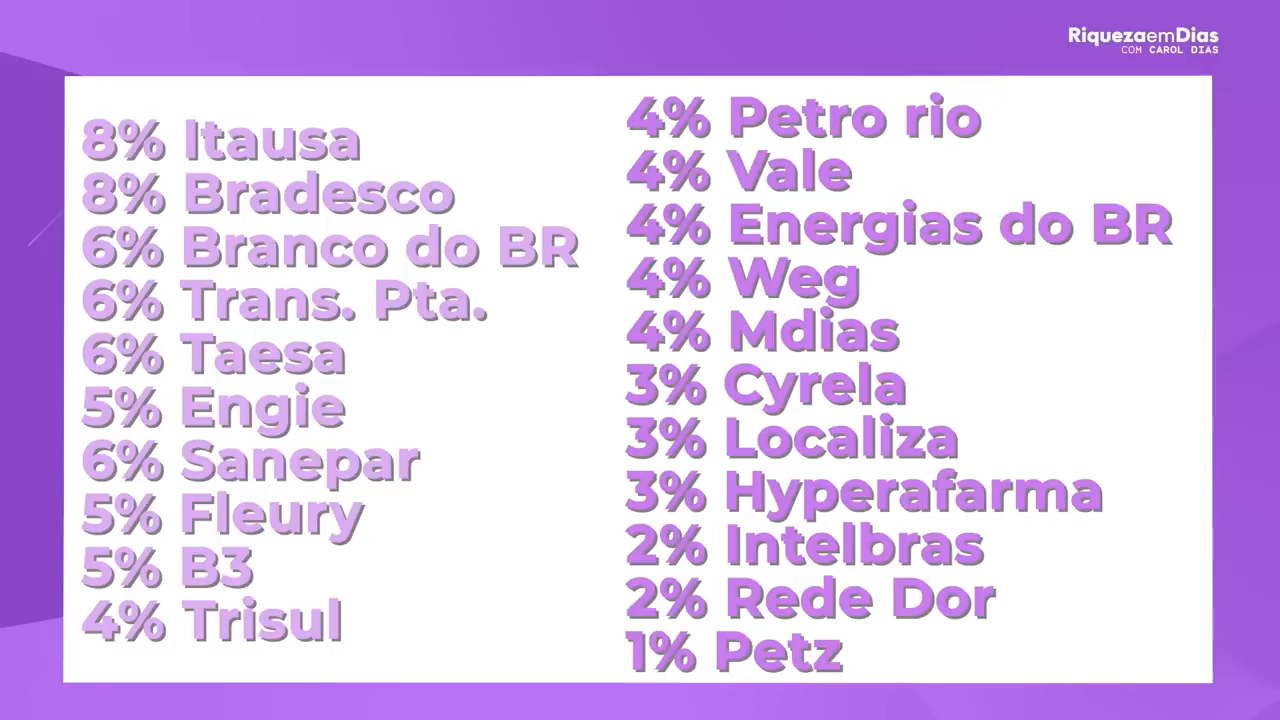 RiquezaemDias
COM CAROL DIAS
8% Itausa
8% Bradesco
6% Branco do BR
6% Trans. Pta.
6% Taesa
5% Engie
6% Sanepar
5% Fleury
5% B3
4% Trisul
4% Petro rio
4% Vale
4% Energias do BR
4% Weg
4% Mdias
3% Cyrela
3% Localiza
3% Hyperafarma
2% Intelbras
2% Rede Dor
1% Petz